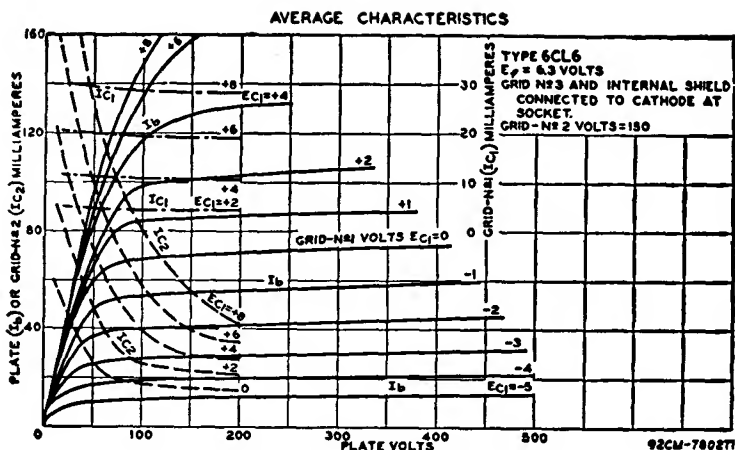 AVERAGE CHARACTERISTICS
TYPE 6CL6
Ef = 6.3 VOLTS
GRID Nº3 AND INTERNAL SHIELD
CONNECTED TO CATHODE AT
SOCKET.
GRID-Nº2 VOLTS=150
PLATE (Ib) OR GRID-Nº2 (IC2) MILLIAMPERES
160
120
80
40
0
GRID-Nº1 (IC1) MILLIAMPERES
30
20
10
0
+8
+6
IC1
+8
EC1=+4
Ib
+6
+2
+4
IC1
EC1=+2
+1
IC2
GRID-Nº1 VOLTS EC1=0
Ib
-1
EC1=+8
-2
IC2
+6
+4
-3
+2
-4
0
Ib
EC1=-5
0
100
200
300
400
500
PLATE VOLTS
92CM-7802T